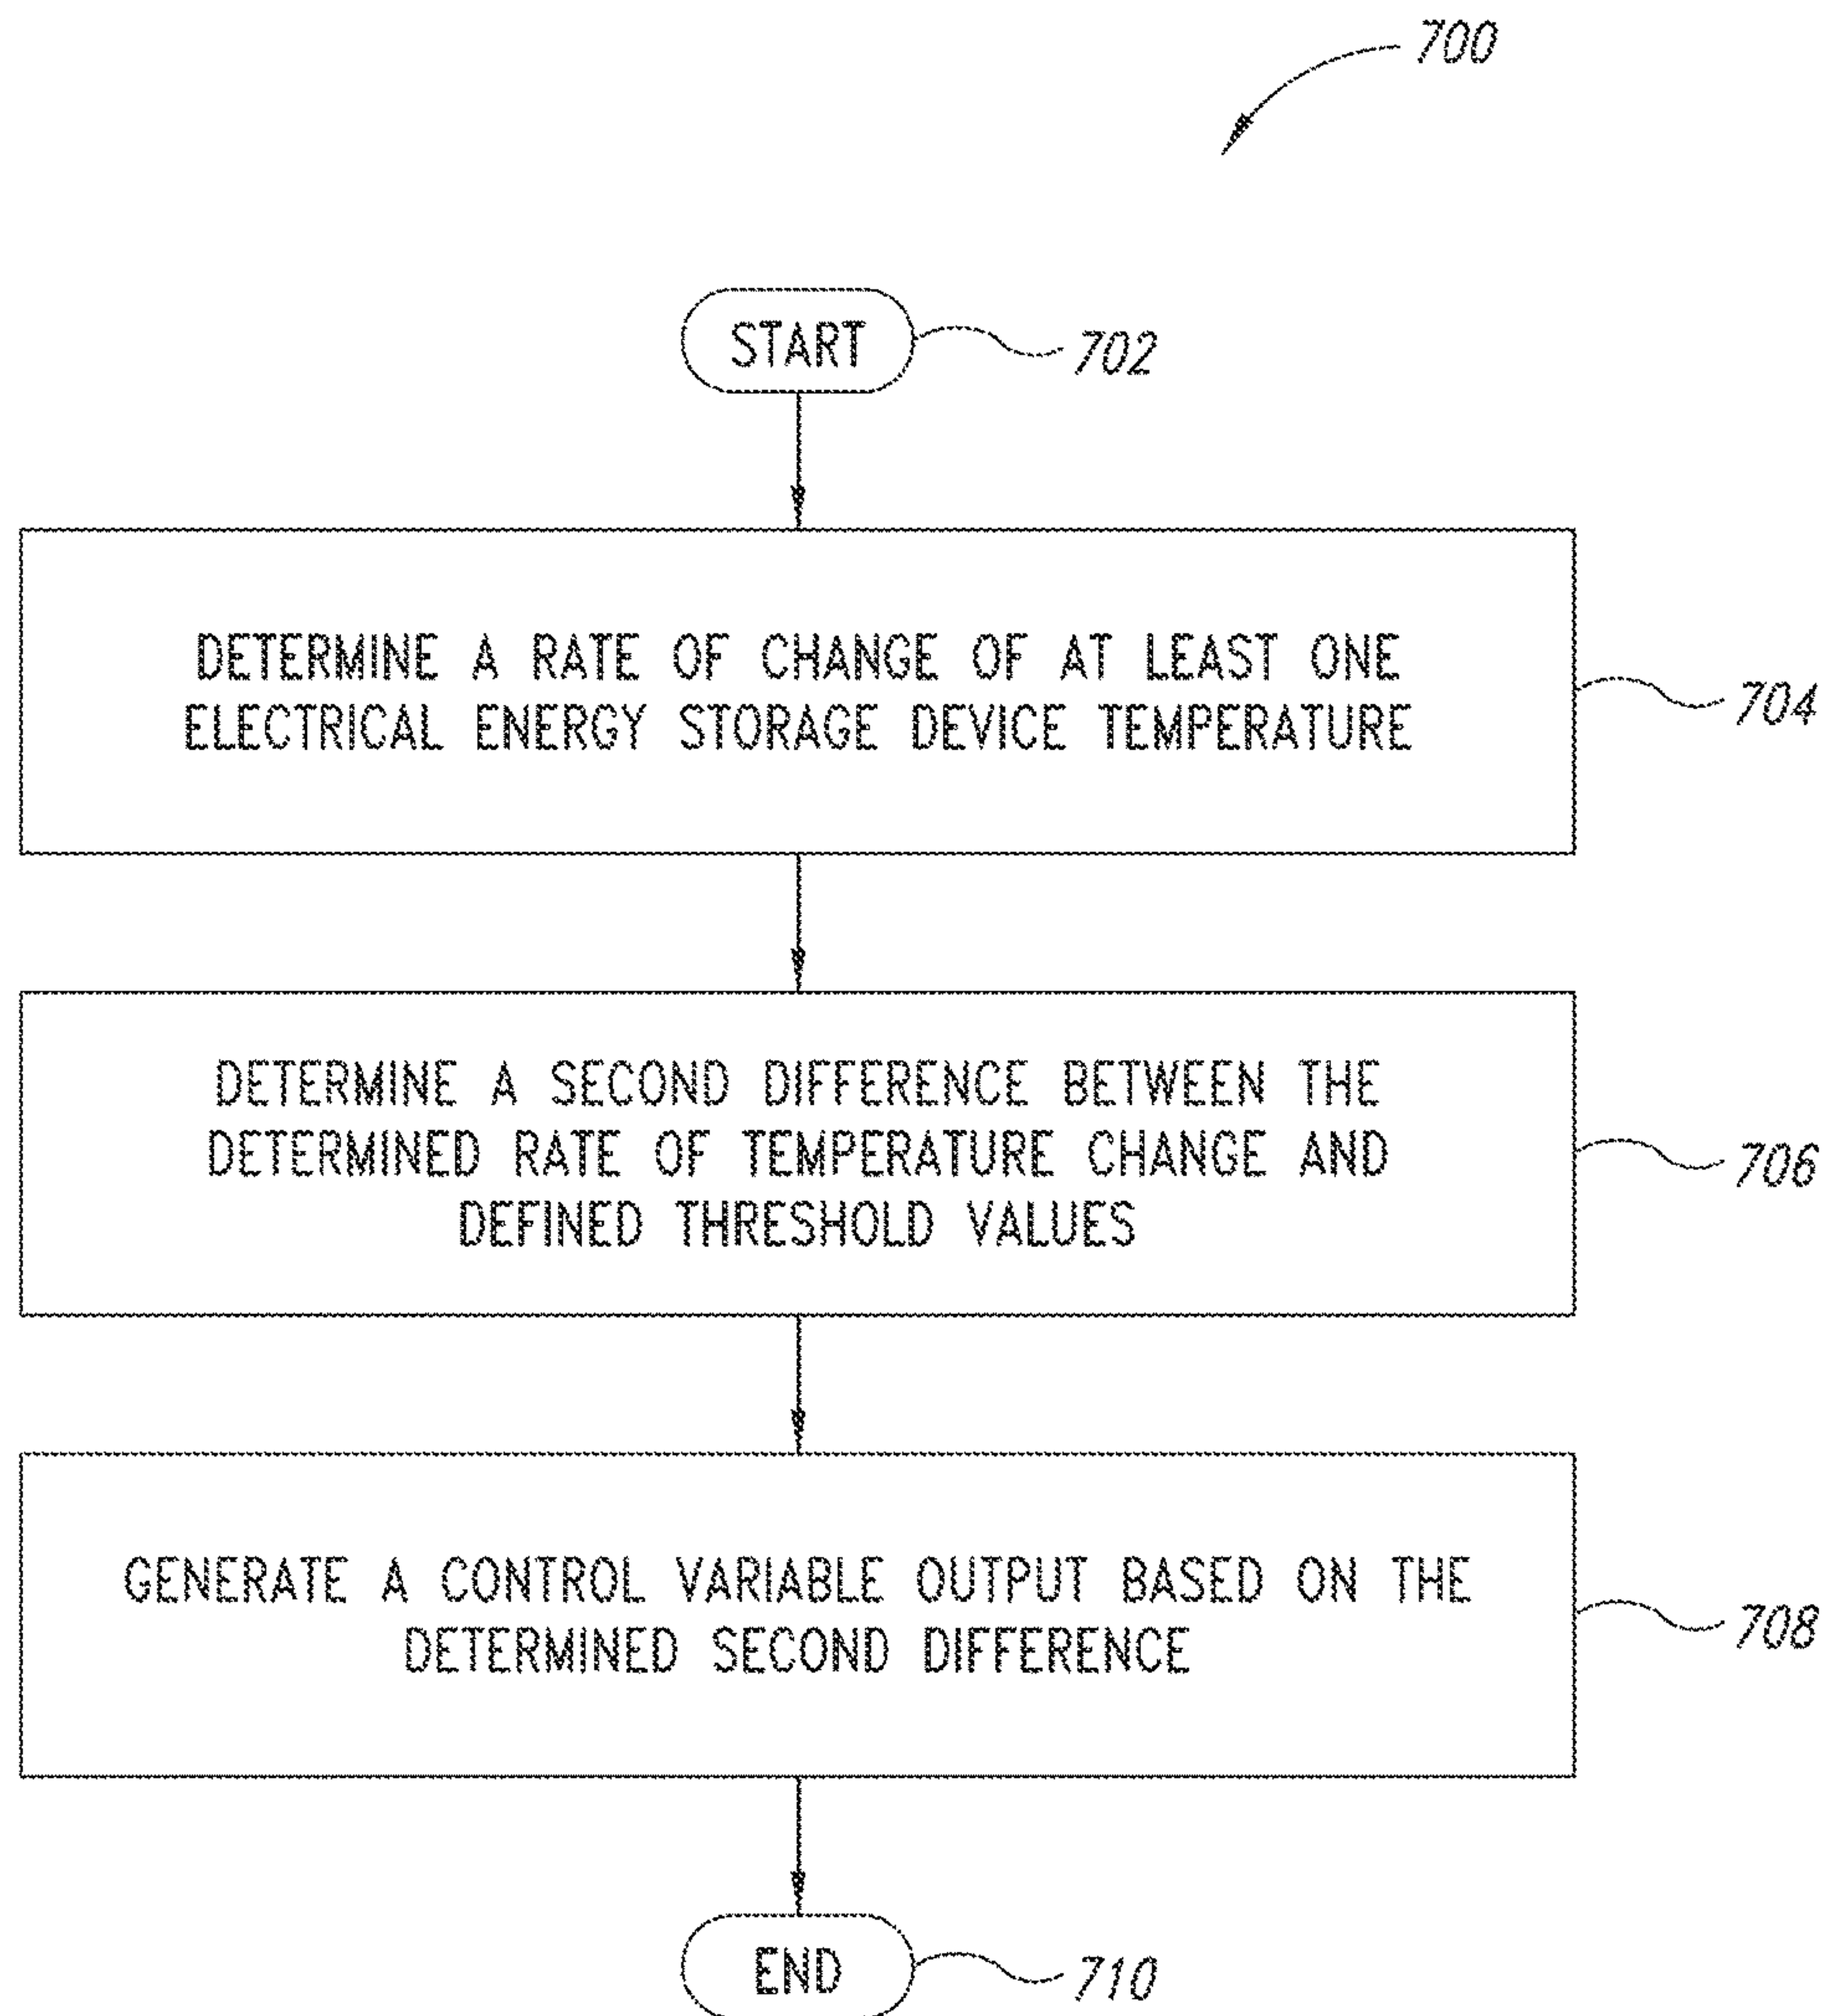 700
START
702
DETERMINE A RATE OF CHANGE OF AT LEAST ONE
ELECTRICAL ENERGY STORAGE DEVICE TEMPERATURE
704
DETERMINE A SECOND DIFFERENCE BETWEEN THE
DETERMINED RATE OF TEMPERATURE CHANGE AND
DEFINED THRESHOLD VALUES
706
GENERATE A CONTROL VARIABLE OUTPUT BASED ON THE
DETERMINED SECOND DIFFERENCE
708
END
710